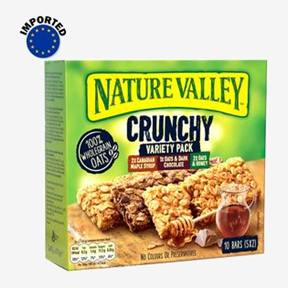 IMPORTED
NATURE VALLEY
CRUNCHY
VARIETY PACK
100%
WHOLEGRAIN
OATS
2x CANADIAN
MAPLE SYRUP
1x OATS & DARK
CHOCOLATE
2x OATS
& HONEY
10 BARS (5X2)
NO COLOURS OR PRESERVATIVES